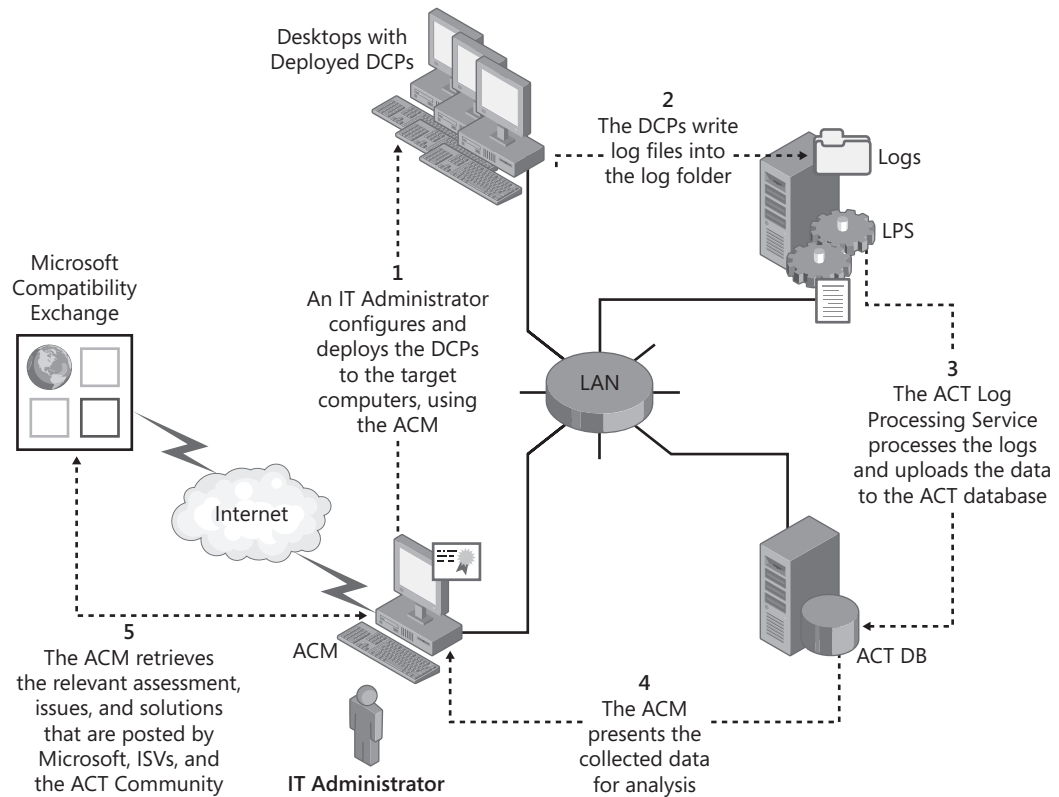 Desktops with
Deployed DCPs
2
The DCPs write
log files into
the log folder
Logs
LPS
Microsoft
Compatibility
Exchange
1
An IT Administrator
configures and
deploys the DCPs
to the target
computers, using
the ACM
LAN
3
The ACT Log
Processing Service
processes the logs
and uploads the data
to the ACT database
Internet
ACM
ACT DB
5
The ACM retrieves
the relevant assessment,
issues, and solutions
that are posted by
Microsoft, ISVs, and
the ACT Community
4
The ACM
presents the
collected data
for analysis
IT Administrator